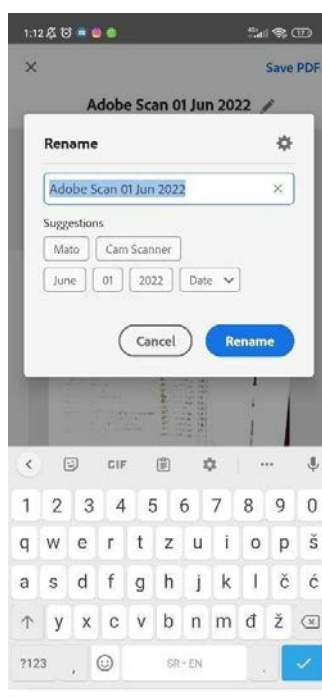 1:12 4G 17
Save PDF
Adobe Scan 01 Jun 2022
Rename
Adobe Scan 01 Jun 2022
Suggestions
Mato Cam Scanner
June 01 2022 Date
Cancel Rename
GIF
1 2 3 4 5 6 7 8 9 0
q w e r t z u i o p š
a s d f g h j k l č ć
y x c v b n m đ ž
?123 , SR • EN .